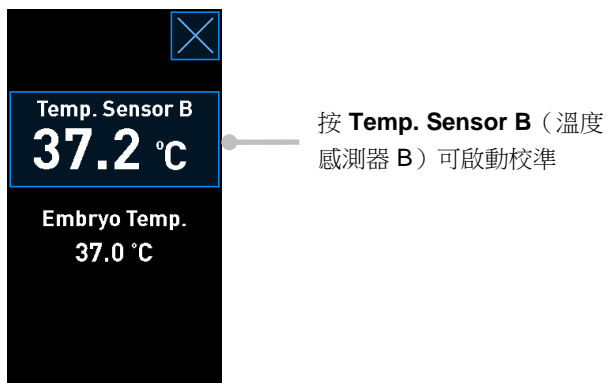 Temp. Sensor B
37.2 °C
Embryo Temp.
37.0 °C
按 Temp. Sensor B（溫度
感測器 B）可啟動校準